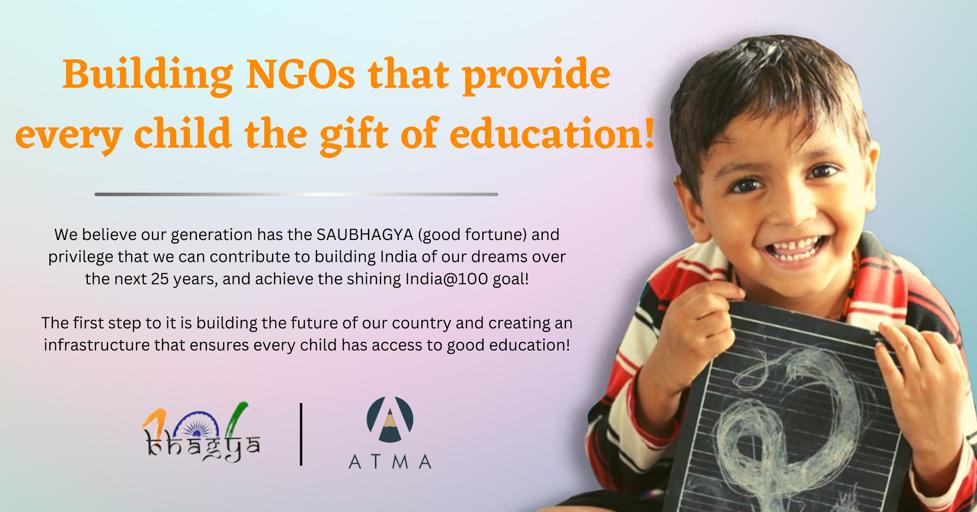 Building NGOs that provide
every child the gift of education!
We believe our generation has the SAUBHAGYA (good fortune) and
privilege that we can contribute to building India of our dreams over
the next 25 years, and achieve the shining India@100 goal!
The first step to it is building the future of our country and creating an
infrastructure that ensures every child has access to good education!
bhagya
ATMA